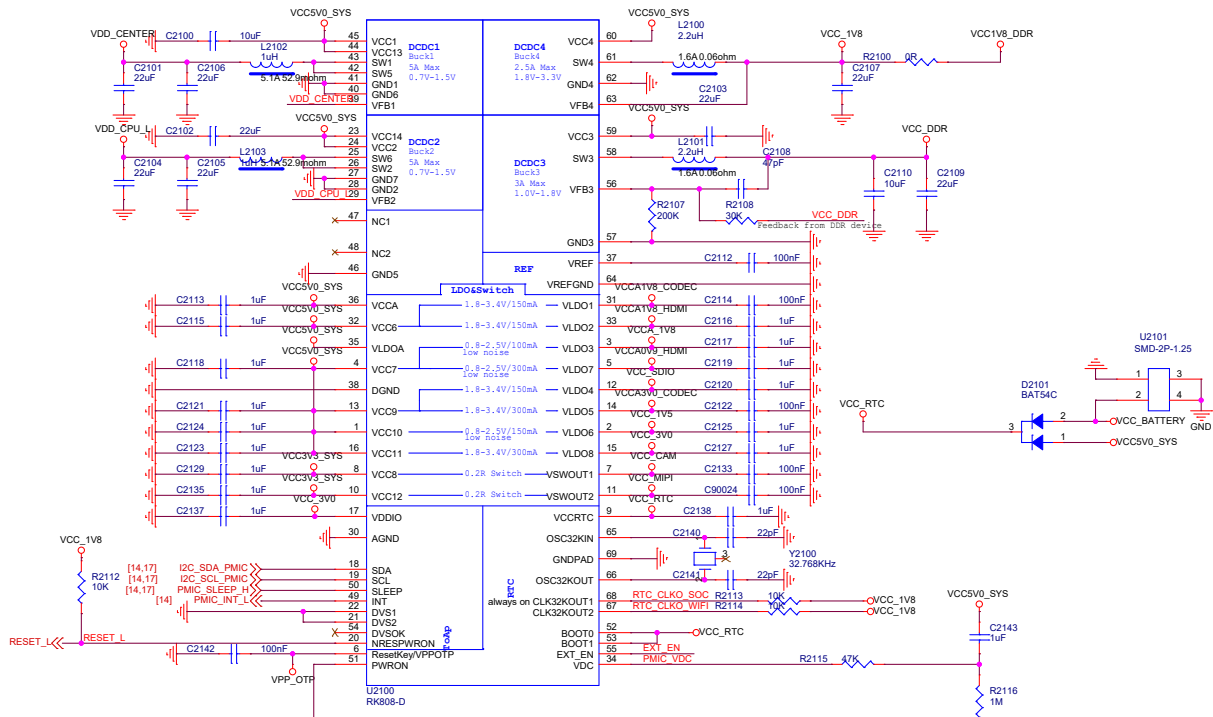 VCC5V0_SYS
VCC5V0_SYS
L2100
2.2uH
VDD_CENTER
C2100
10uF
45
VCC1
44
VCC13
43
SW1
42
SW5
41
GND1
40
GND6
39
VFB1
DCDC1
Buck1
5A Max
0.7V-1.5V
DCDC4
Buck4
2.5A Max
1.8V-3.3V
VCC4
60
SW4
61
GND4
62
VFB4
63
L2102
1uH
5.1A 52.9mohm
C2101
22uF
C2106
22uF
VDD_CENTER
1.6A 0.06ohm
C2103
22uF
VCC_1V8
R2100
0R
VCC1V8_DDR
C2107
22uF
VCC5V0_SYS
VCC5V0_SYS
VDD_CPU_L
C2102
22uF
23
VCC14
24
VCC2
25
SW6
26
SW2
27
GND7
28
GND2
29
VFB2
DCDC2
Buck2
5A Max
0.7V-1.5V
DCDC3
Buck3
3A Max
1.0V-1.8V
VCC3
59
SW3
58
VFB3
56
GND3
57
L2103
1uH 5.1A 52.9mohm
C2104
22uF
C2105
22uF
VDD_CPU_L
L2101
2.2uH
1.6A 0.06ohm
C2108
47pF
VCC_DDR
C2110
10uF
C2109
22uF
R2107
200K
R2108
30K
VCC_DDR
Feedback from DDR device
47
NC1
48
NC2
46
GND5
REF
VREF
37
C2112
100nF
VREFGND
64
LDO&Switch
C2113
1uF
VCC5V0_SYS
36
VCCA
1.8-3.4V/150mA
VLDO1
31
VCCA1V8_CODEC
C2114
100nF
C2115
1uF
VCC5V0_SYS
32
VCC6
1.8-3.4V/150mA
VLDO2
33
VCCA1V8_HDMI
C2116
1uF
VCC5V0_SYS
35
VLDOA
0.8-2.5V/100mA
low noise
VLDO3
3
VCCA_1V8
C2117
1uF
C2118
1uF
VCC5V0_SYS
4
VCC7
0.8-2.5V/300mA
low noise
VLDO7
5
VCCA0V9_HDMI
C2119
1uF
38
DGND
1.8-3.4V/150mA
VLDO4
12
VCC_SDIO
C2120
1uF
C2121
1uF
13
VCC9
1.8-3.4V/300mA
VLDO5
14
VCCA3V0_CODEC
C2122
100nF
C2124
1uF
1
VCC10
0.8-2.5V/150mA
low noise
VLDO6
2
VCC_1V5
C2125
1uF
C2123
1uF
16
VCC11
1.8-3.4V/300mA
VLDO8
15
VCC_3V0
C2127
1uF
C2129
1uF
VCC3V3_SYS
8
VCC8
0.2R Switch
VSWOUT1
7
VCC_CAM
C2133
100nF
C2135
1uF
VCC3V3_SYS
10
VCC12
0.2R Switch
VSWOUT2
11
VCC_MIPI
C90024
100nF
C2137
1uF
VCC_3V0
17
VDDIO
VCCRTC
9
VCC_RTC
C2138
1uF
30
AGND
OSC32KIN
65
C2140
22pF
GNDPAD
69
3
Y2100
32.768KHz
OSC32KOUT
66
C2141
22pF
RTC
always on
CLK32KOUT1
68
RTC_CLKO_SOC
R2113
10K
VCC_1V8
CLK32KOUT2
67
RTC_CLKO_WIFI
R2114
10K
VCC_1V8
BOOT0
52
VCC_RTC
BOOT1
53
EXT_EN
55
EXT_EN
VDC
34
PMIC_VDC
R2115
47K
VCC5V0_SYS
C2143
1uF
R2116
1M
VCC_1V8
R2112
10K
[14,17]
I2C_SDA_PMIC
18
SDA
[14,17]
I2C_SCL_PMIC
19
SCL
[14,17]
PMIC_SLEEP_H
50
SLEEP
[14]
PMIC_INT_L
49
INT
22
DVS1
21
DVS2
54
DVSOK
RESET_L
RESET_L
20
NRESPWRON
C2142
100nF
6
ResetKey/VPPOTP
51
PWRON
VPP_OTP
ToAp
U2100
RK808-D
U2101
SMD-2P-1.25
1
2
3
4
D2101
BAT54C
VCC_RTC
3
2
1
VCC_BATTERY
GND
VCC5V0_SYS